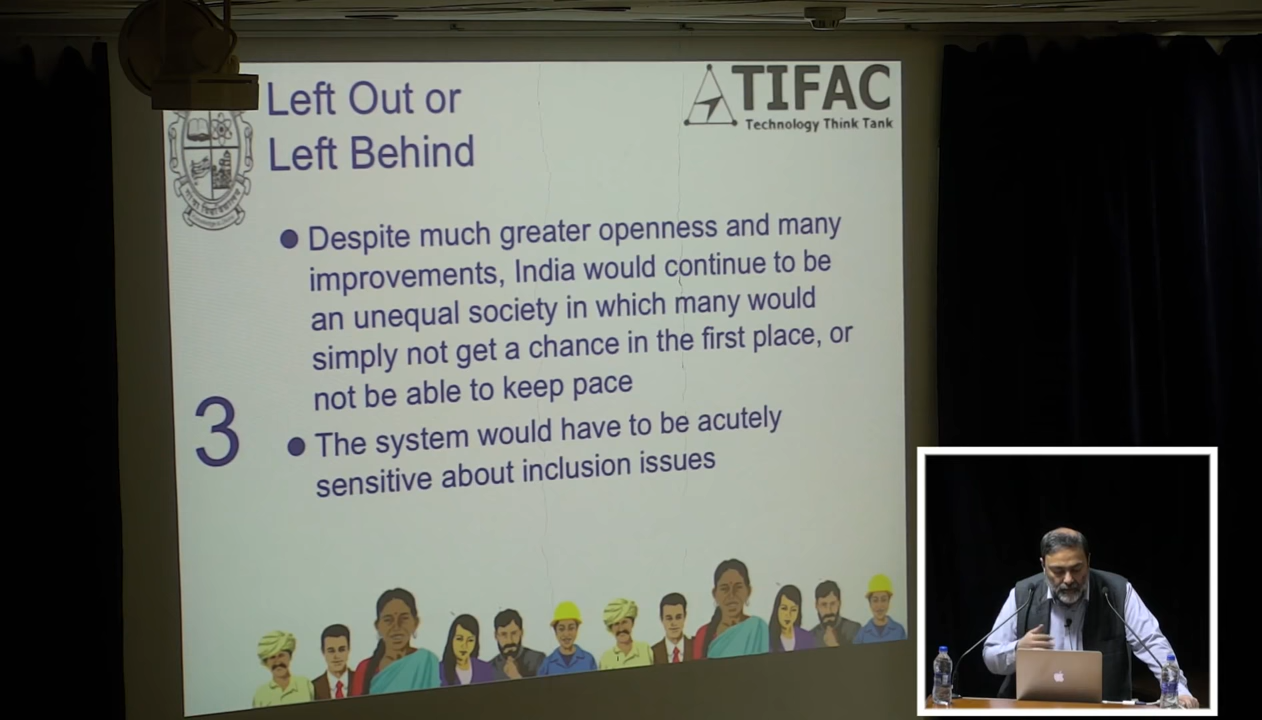 Left Out or
Left Behind
TIFAC
Technology Think Tank
● Despite much greater openness and many
improvements, India would continue to be
an unequal society in which many would
simply not get a chance in the first place, or
not be able to keep pace
● The system would have to be acutely
sensitive about inclusion issues
3